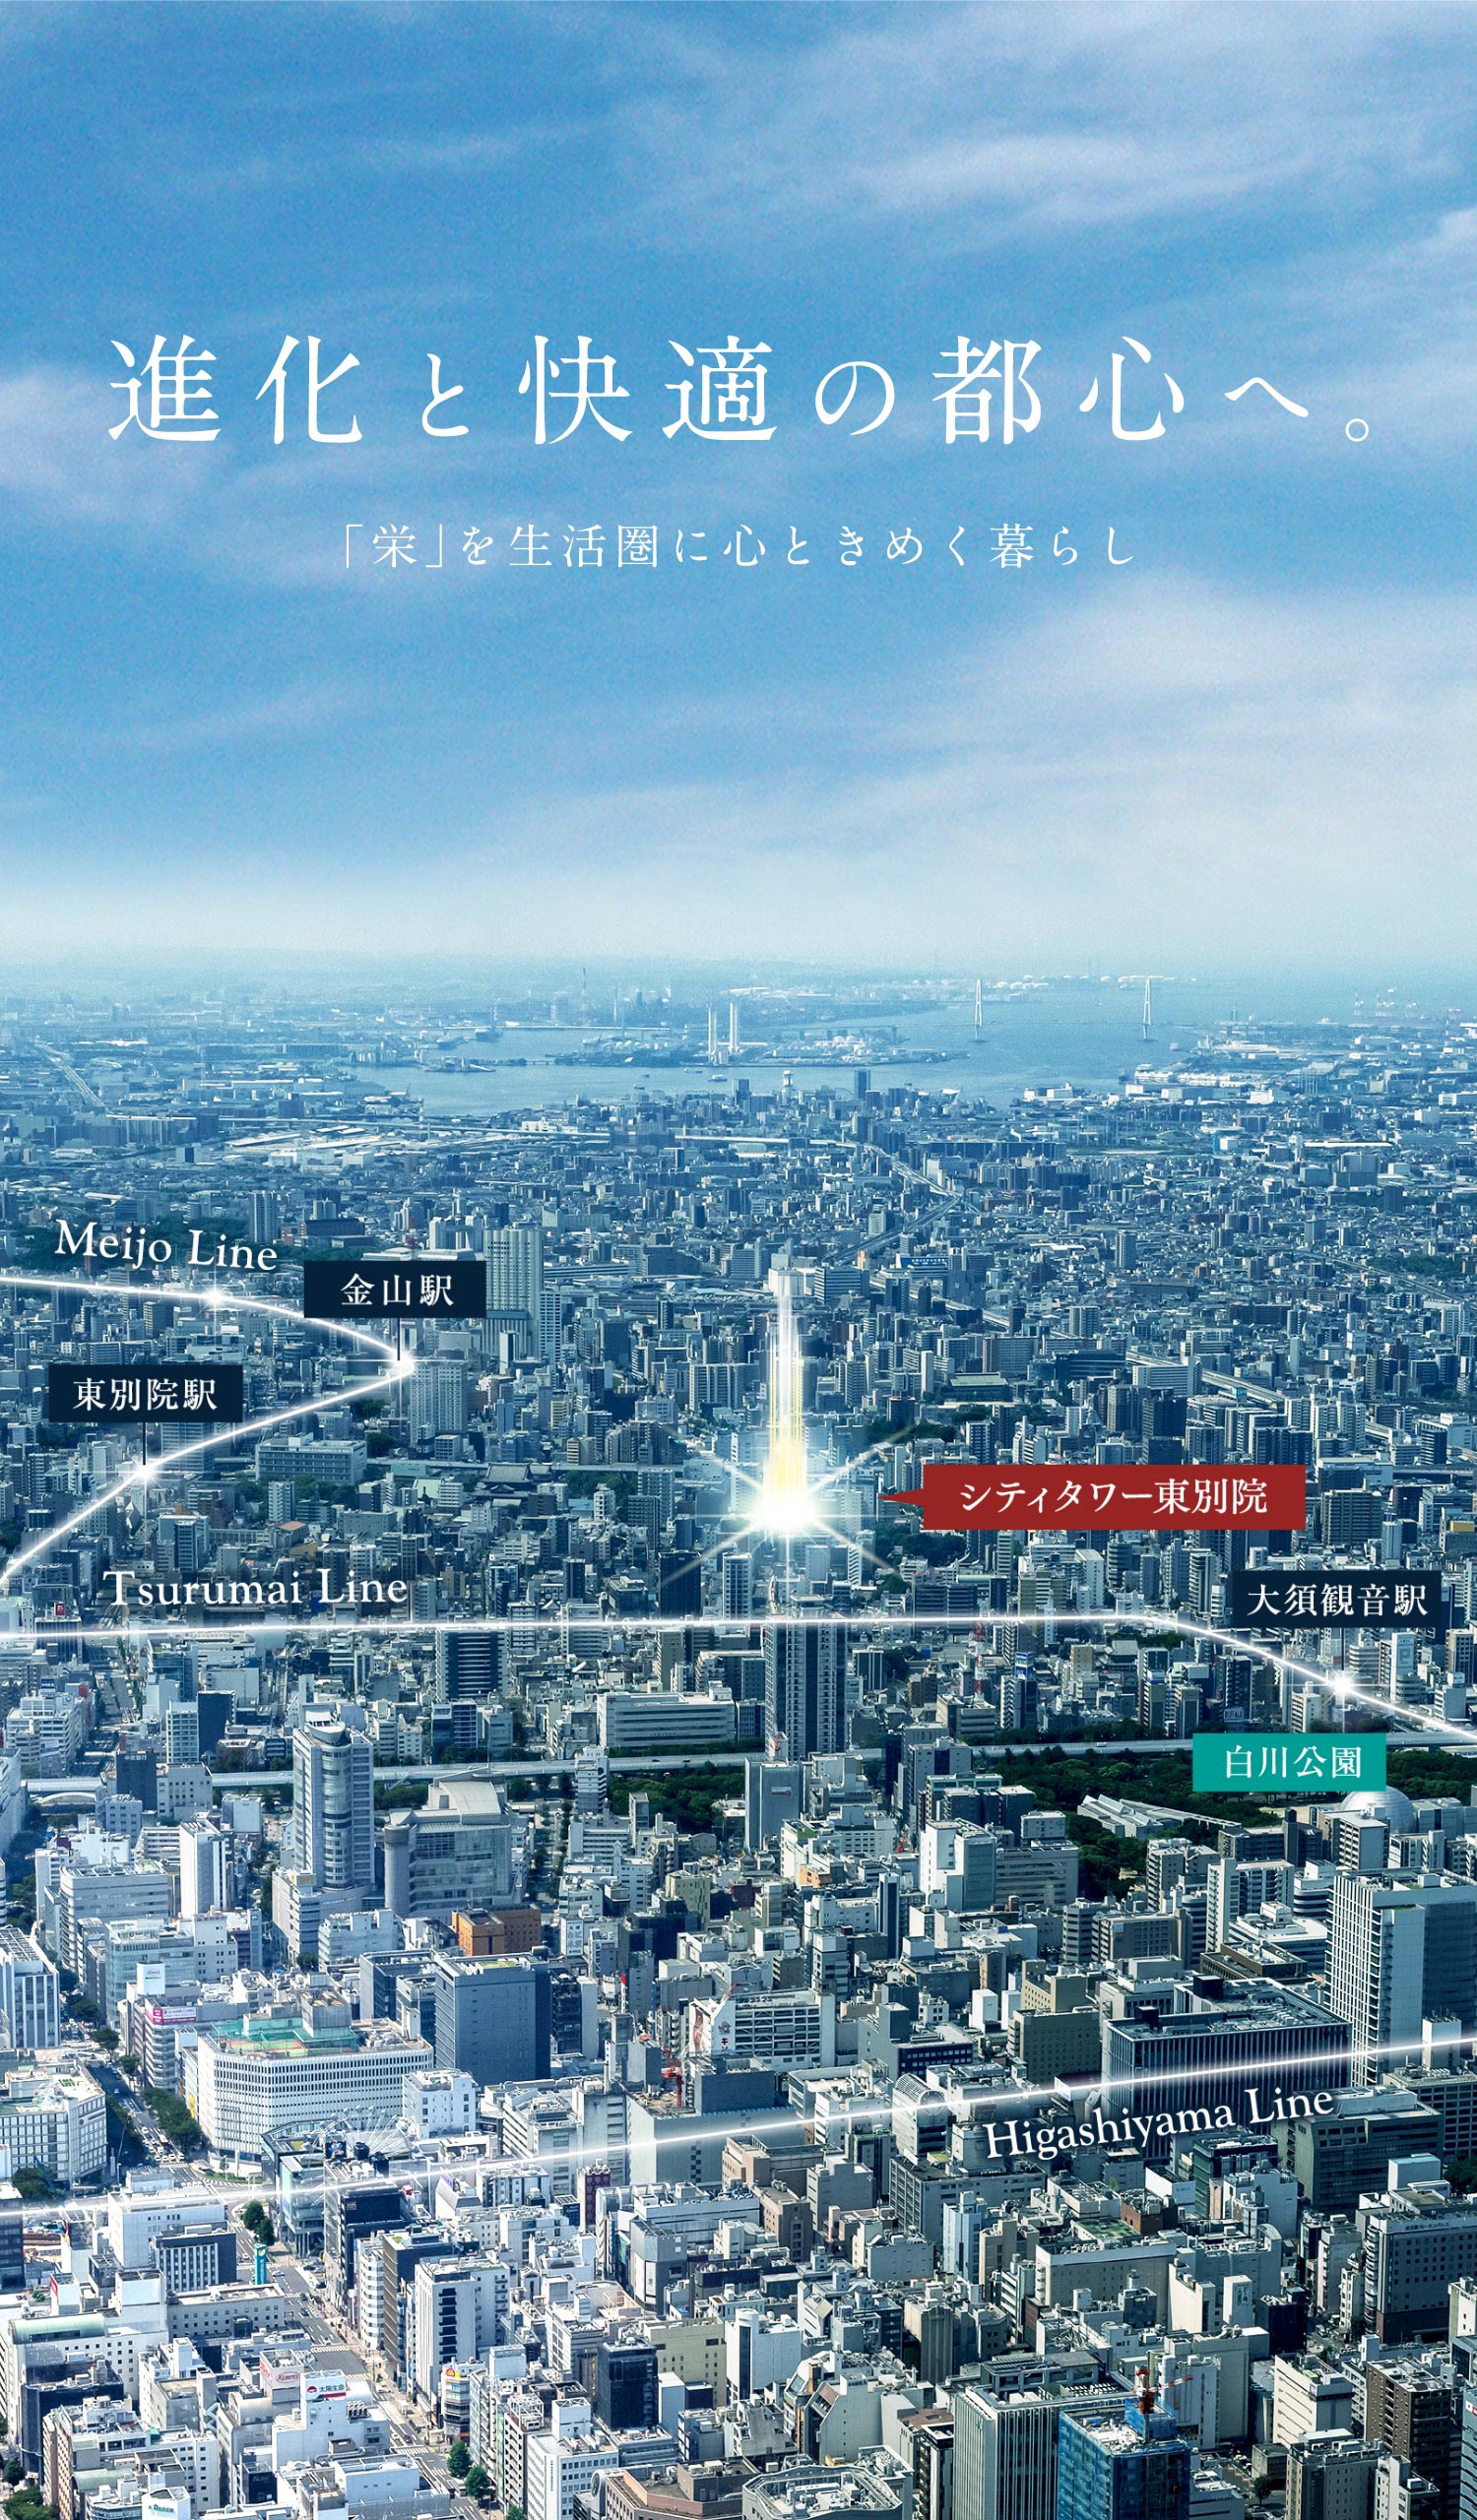 進化と快適の都心へ。
「栄」を生活圏に心ときめく暮らし
Meijo Line
金山駅
東別院駅
シティタワー東別院
Tsurumai Line
大須観音駅
白川公園
Higashiyama Line